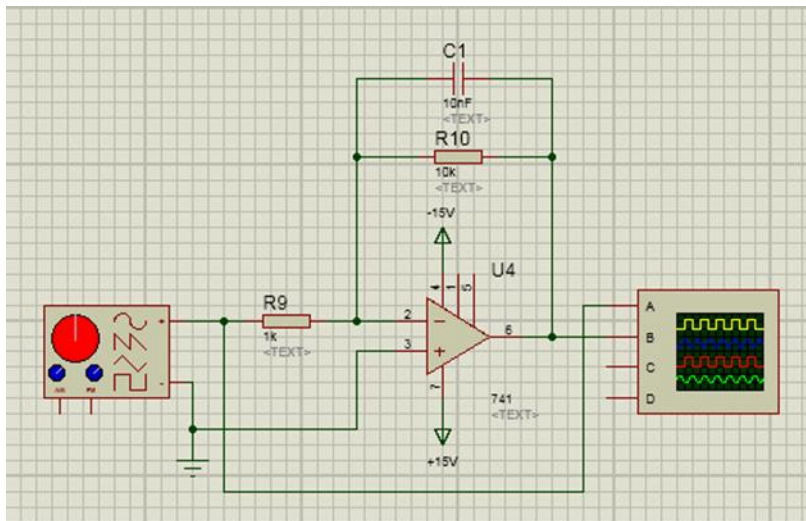 C1
10nF
<TEXT>
R10
10k
<TEXT>
-15V
U4
4
1
5
R9
1k
<TEXT>
2
3
6
7
741
<TEXT>
+15V
+
-
A
B
C
D